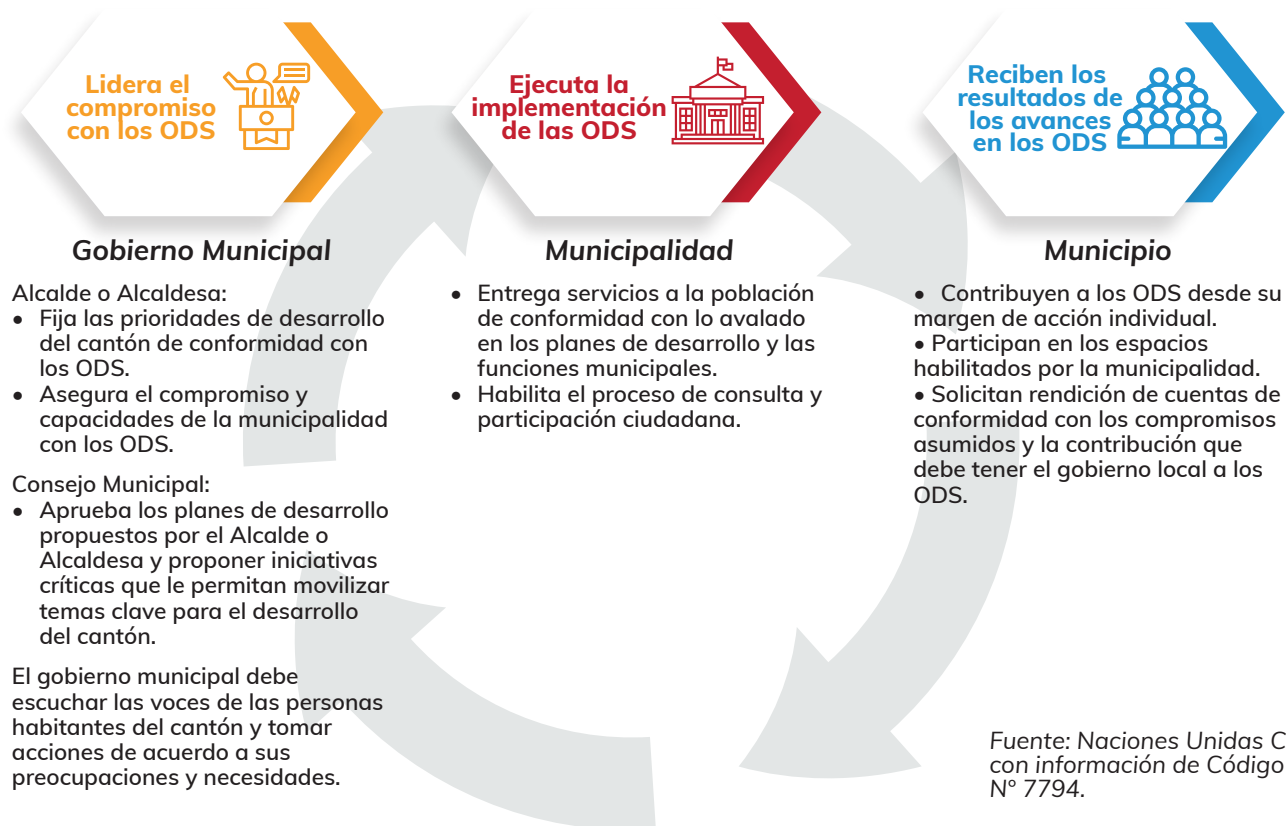 Lidera el
compromiso
con los ODS
Ejecuta la
implementación
de las ODS
Reciben los
resultados de
los avances
en los ODS
Gobierno Municipal
Alcalde o Alcaldesa:
• Fija las prioridades de desarrollo
del cantón de conformidad con
los ODS.
• Asegura el compromiso y
capacidades de la municipalidad
con los ODS.
Consejo Municipal:
• Aprueba los planes de desarrollo
propuestos por el Alcalde o
Alcaldesa y proponer iniciativas
críticas que le permitan movilizar
temas clave para el desarrollo
del cantón.
El gobierno municipal debe
escuchar las voces de las personas
habitantes del cantón y tomar
acciones de acuerdo a sus
preocupaciones y necesidades.
Municipalidad
• Entrega servicios a la población
de conformidad con lo avalado
en los planes de desarrollo y las
funciones municipales.
• Habilita el proceso de consulta y
participación ciudadana.
Municipio
• Contribuyen a los ODS desde su
margen de acción individual.
• Participan en los espacios
habilitados por la municipalidad.
• Solicitan rendición de cuentas de
conformidad con los compromisos
asumidos y la contribución que
debe tener el gobierno local a los
ODS.
Fuente: Naciones Unidas C
con información de Código
N° 7794.